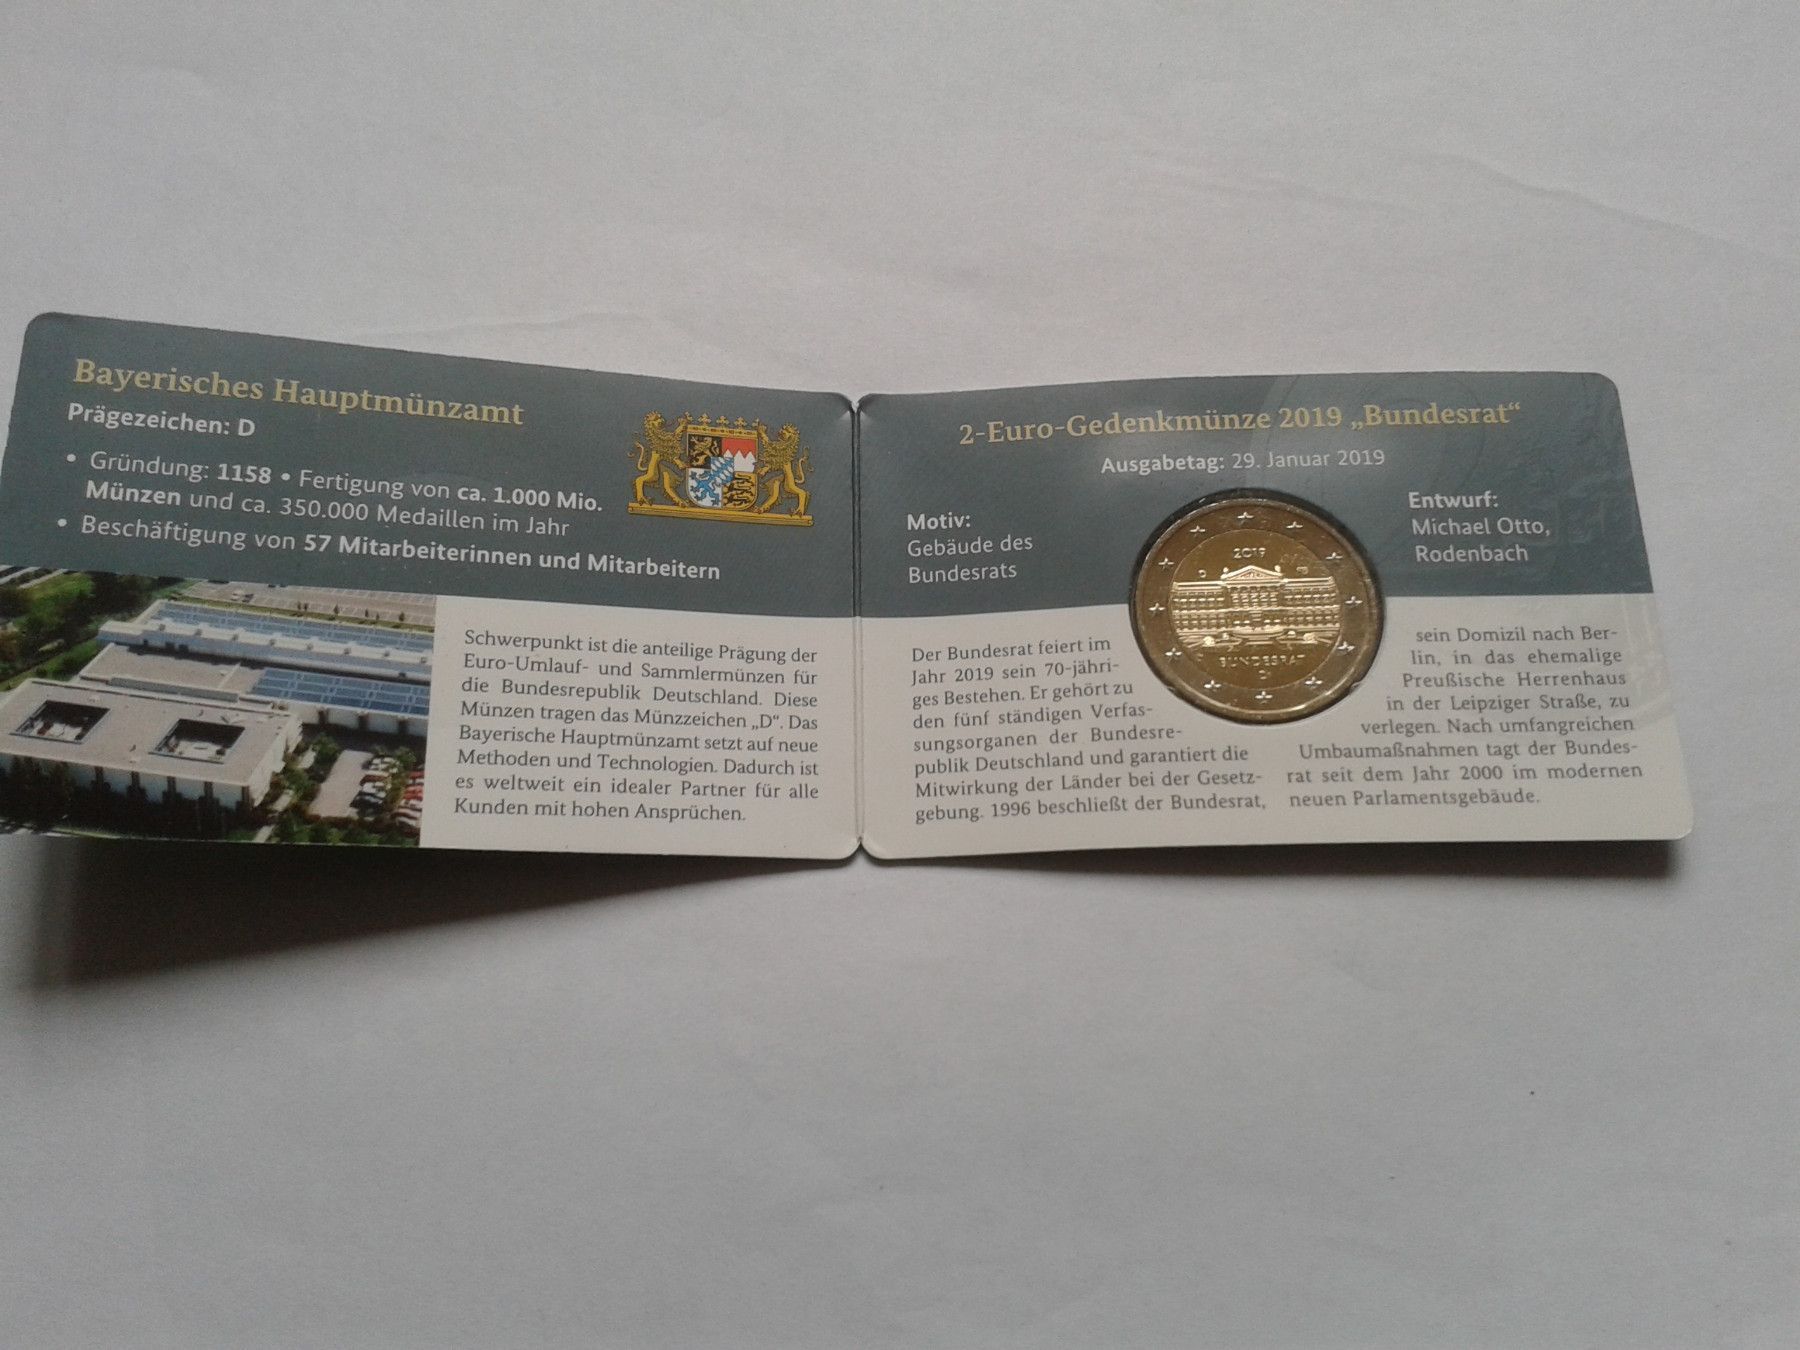 Bayerisches Hauptmünzamt
Prägezeichen: D
• Gründung: 1158 • Fertigung von ca. 1.000 Mio.
Münzen und ca. 350.000 Medaillen im Jahr
• Beschäftigung von 57 Mitarbeiterinnen und Mitarbeitern
Schwerpunkt ist die anteilige Prägung der
Euro-Umlauf- und Sammlermünzen für
die Bundesrepublik Deutschland. Diese
Münzen tragen das Münzzeichen „D“. Das
Bayerische Hauptmünzamt setzt auf neue
Methoden und Technologien. Dadurch ist
es weltweit ein idealer Partner für alle
Kunden mit hohen Ansprüchen.
2-Euro-Gedenkmünze 2019 „Bundesrat“
Ausgabetag: 29. Januar 2019
Motiv:
Gebäude des
Bundesrats
Entwurf:
Michael Otto,
Rodenbach
2019
D
BUNDESRAT
D
Der Bundesrat feiert im
Jahr 2019 sein 70-jähri-
ges Bestehen. Er gehört zu
den fünf ständigen Verfas-
sungsorganen der Bundesre-
publik Deutschland und garantiert die
Mitwirkung der Länder bei der Gesetz-
gebung. 1996 beschließt der Bundesrat,
sein Domizil nach Ber-
lin, in das ehemalige
Preußische Herrenhaus
in der Leipziger Straße, zu
verlegen. Nach umfangreichen
Umbaumaßnahmen tagt der Bundes-
rat seit dem Jahr 2000 im modernen
neuen Parlamentsgebäude.